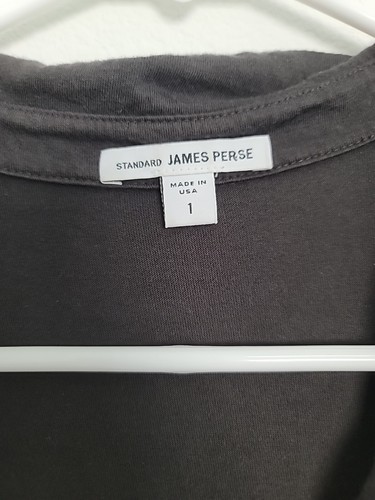 STANDARD JAMES PERSE
MADE IN
USA
1